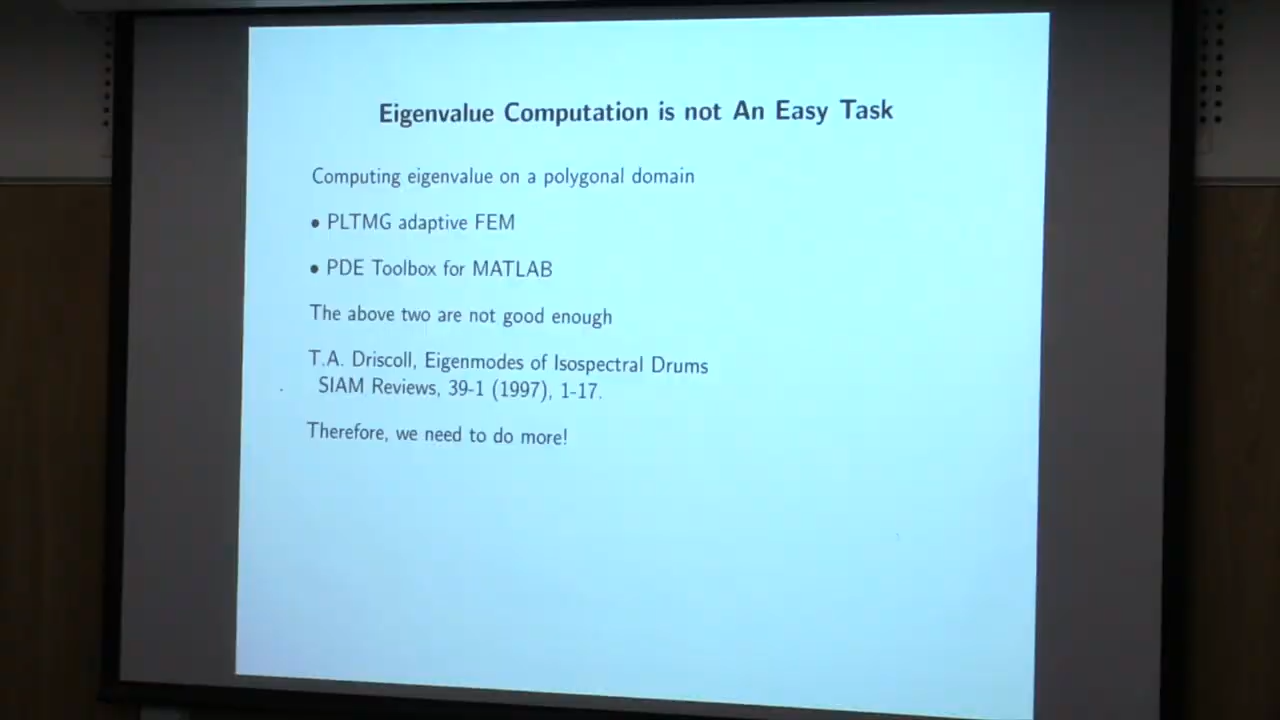 Eigenvalue Computation is not An Easy Task
Computing eigenvalue on a polygonal domain
• PLTMG adaptive FEM
• PDE Toolbox for MATLAB
The above two are not good enough
T.A. Driscoll, Eigenmodes of Isospectral Drums
SIAM Reviews, 39-1 (1997), 1-17.
Therefore, we need to do more!